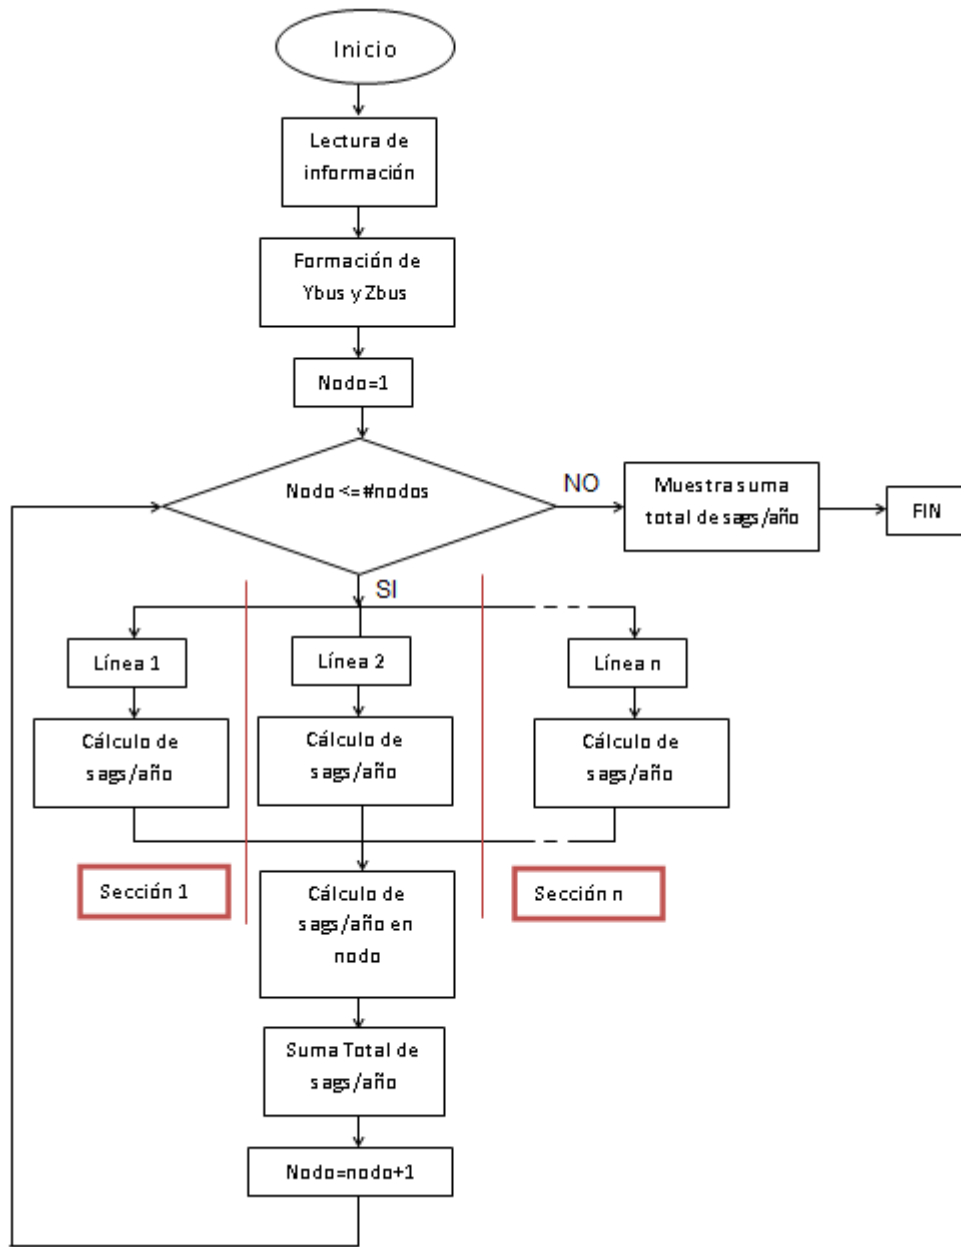 Inicio
Lectura de
información
Formación de
Ybus y Zbus
Nodo=1
Nodo <=#nodos
NO
Muestra suma
total de sags/año
FIN
SI
Línea 1
Línea 2
Línea n
Cálculo de
sags/año
Cálculo de
sags/año
Cálculo de
sags/año
Sección 1
Cálculo de
sags/año en
nodo
Sección n
Suma Total de
sags/año
Nodo=nodo+1